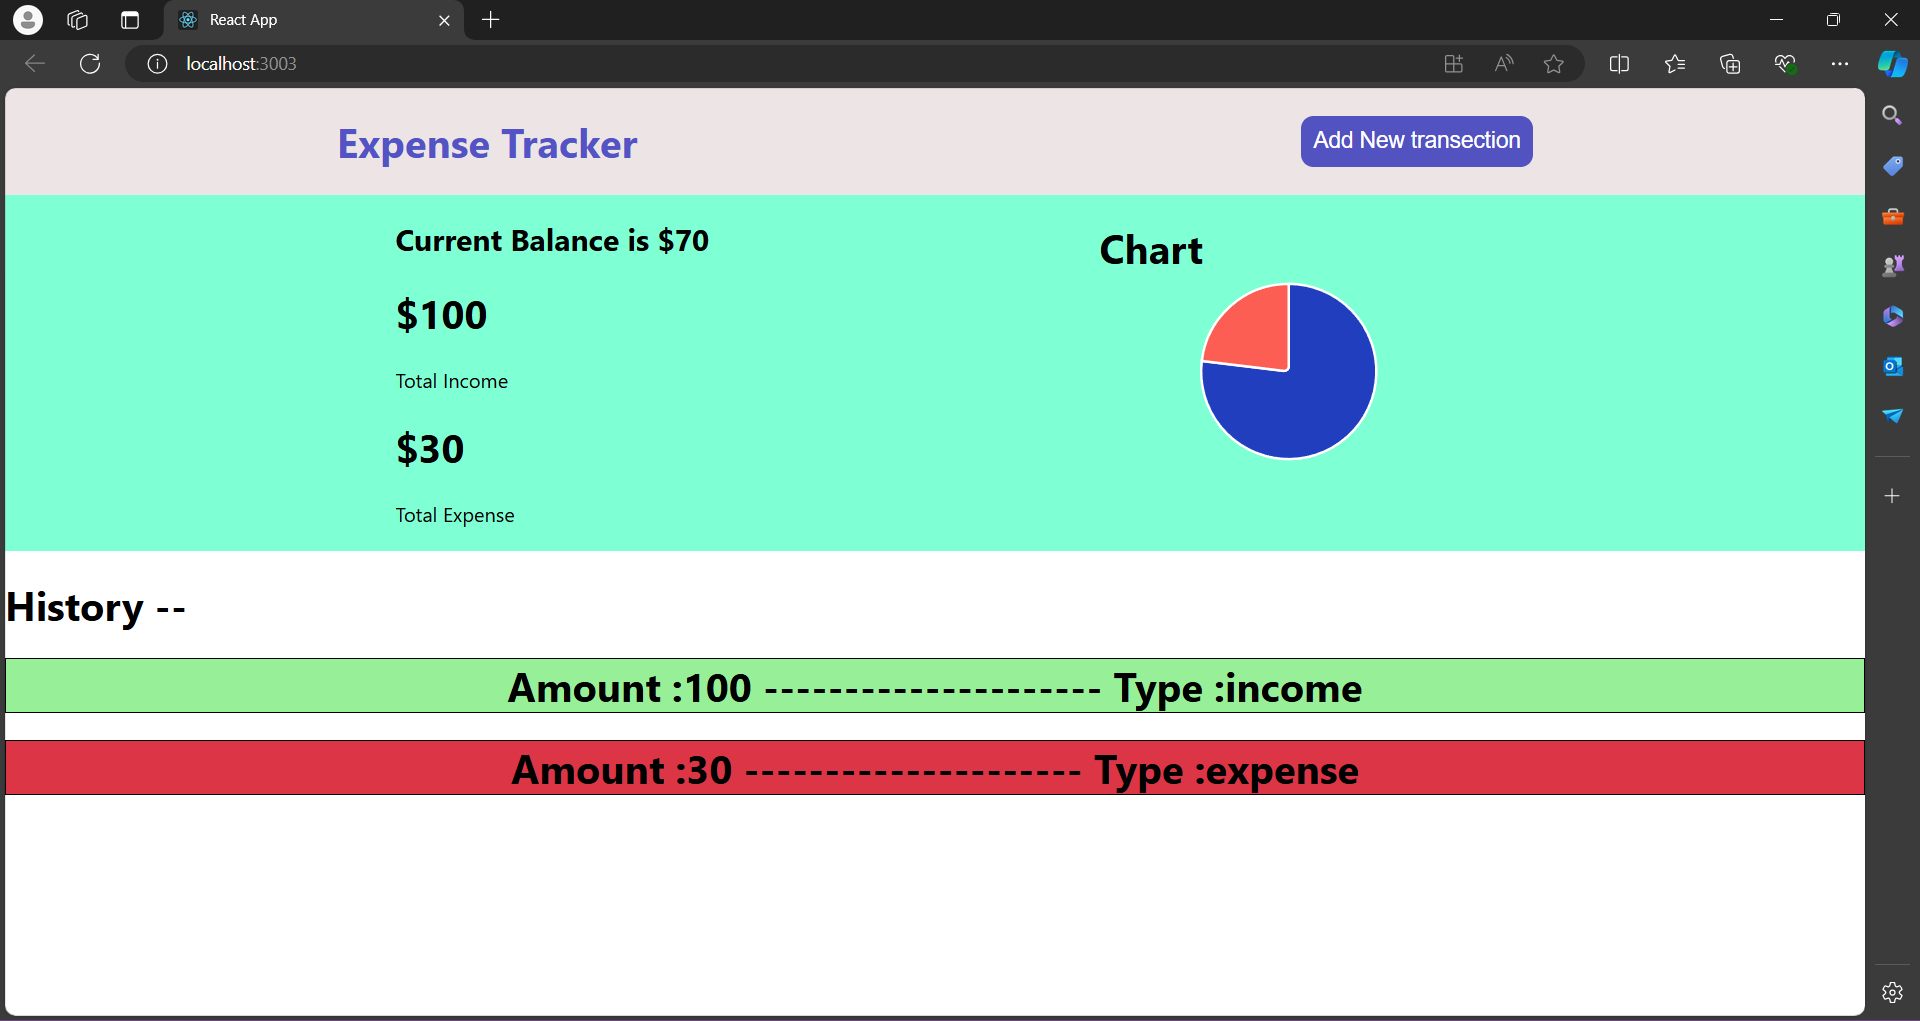 React App
localhost:3003
Expense Tracker
Add New transection
Current Balance is $70
Chart
$100
Total Income
$30
Total Expense
History --
Amount :100 --------------------- Type :income
Amount :30 --------------------- Type :expense